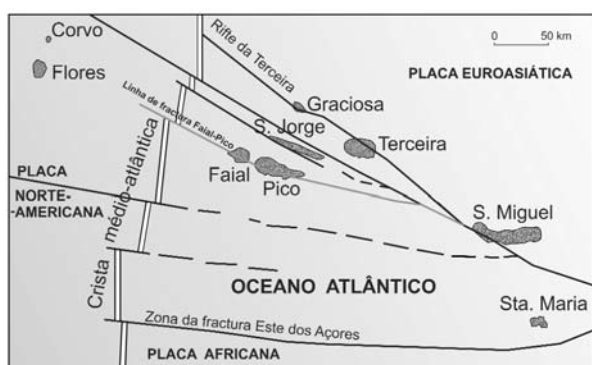 Corvo
Flores
Rifte da Terceira
0 50 km
PLACA EUROASIÁTICA
Graciosa
Linha de fractura Faial-Pico
S. Jorge
Terceira
Faial
Pico
PLACA
NORTE-
-AMERICANA
Crista médio-atlântica
S. Miguel
OCEANO ATLÂNTICO
Sta. Maria
Zona da fractura Este dos Açores
PLACA AFRICANA